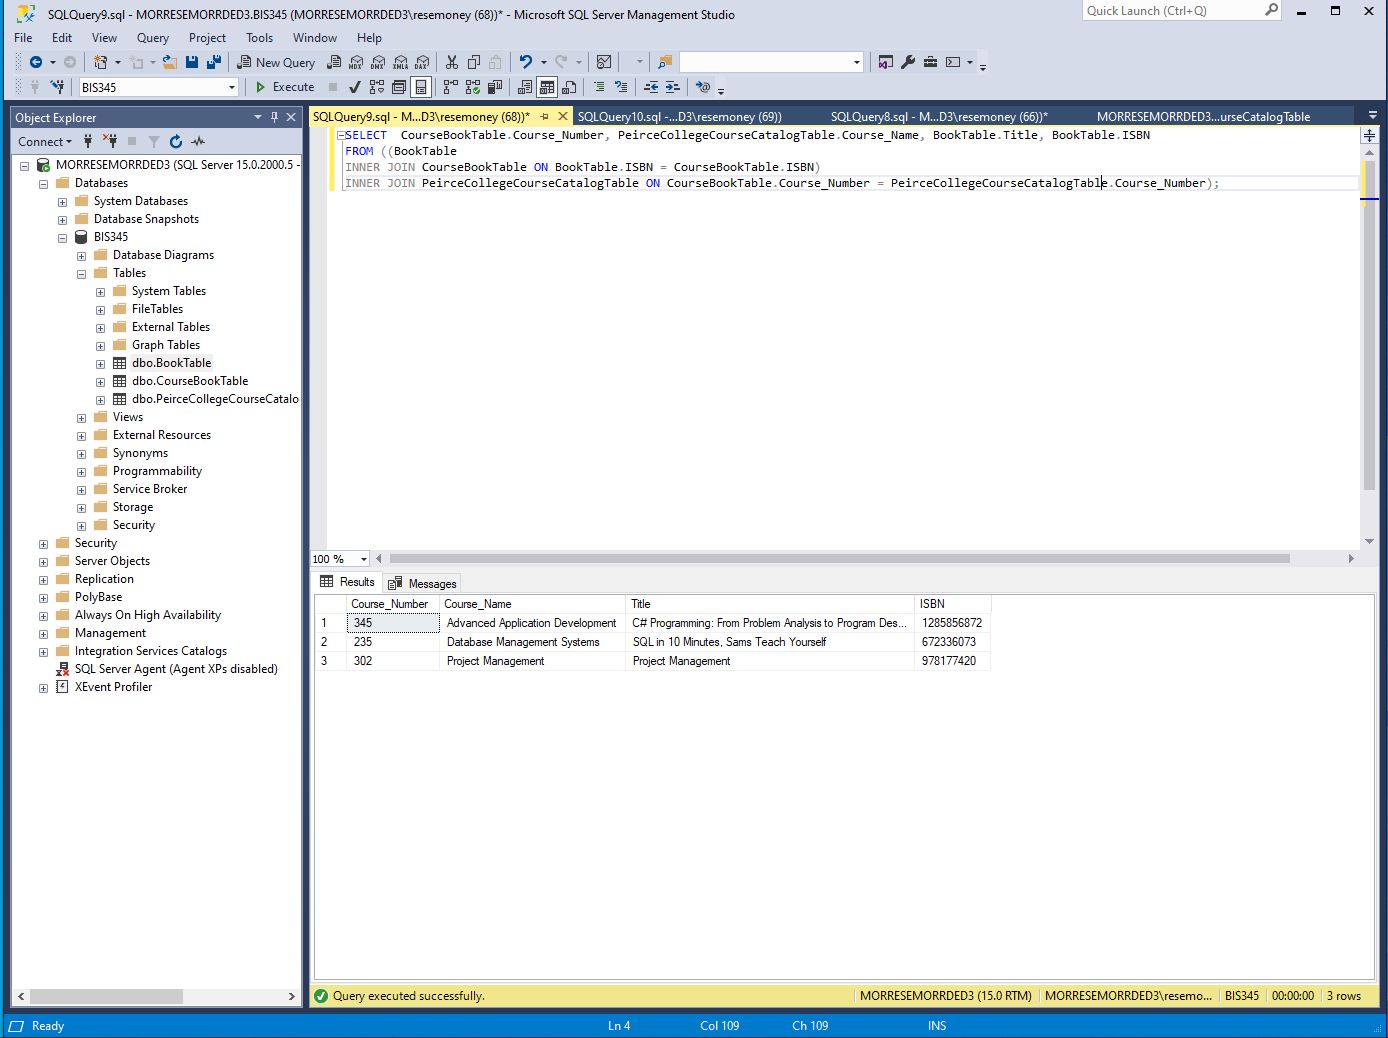 SQLQuery9.sql - MORRESEMORRDED3.BIS345 (MORRESEMORRDED3\resemoney (68))* - Microsoft SQL Server Management Studio
Quick Launch (Ctrl+Q)
File Edit View Query Project Tools Window Help
New Query MDX DMX XMLA DAX
BIS345 Execute
Object Explorer
SQLQuery9.sql - M...D3\resemoney (68))* SQLQuery10.sql -...D3\resemoney (69)) SQLQuery8.sql - M...D3\resemoney (66))* MORRESEMORRDED3...urseCatalogTable
Connect
MORRESEMORRDED3 (SQL Server 15.0.2000.5 -
Databases
System Databases
Database Snapshots
BIS345
Database Diagrams
Tables
System Tables
FileTables
External Tables
Graph Tables
dbo.BookTable
dbo.CourseBookTable
dbo.PeirceCollegeCourseCatalo
Views
External Resources
Synonyms
Programmability
Service Broker
Storage
Security
Security
Server Objects
Replication
PolyBase
Always On High Availability
Management
Integration Services Catalogs
SQL Server Agent (Agent XPs disabled)
XEvent Profiler
SELECT  CourseBookTable.Course_Number, PeirceCollegeCourseCatalogTable.Course_Name, BookTable.Title, BookTable.ISBN
FROM ((BookTable
INNER JOIN CourseBookTable ON BookTable.ISBN = CourseBookTable.ISBN)
INNER JOIN PeirceCollegeCourseCatalogTable ON CourseBookTable.Course_Number = PeirceCollegeCourseCatalogTable.Course_Number);
100 %
Results Messages
Course_Number Course_Name Title ISBN
1 345 Advanced Application Development C# Programming: From Problem Analysis to Program Des... 1285856872
2 235 Database Management Systems SQL in 10 Minutes, Sams Teach Yourself 672336073
3 302 Project Management Project Management 978177420
Query executed successfully. MORRESEMORRDED3 (15.0 RTM) MORRESEMORRDED3\resemo... BIS345 00:00:00 3 rows
Ready Ln 4 Col 109 Ch 109 INS